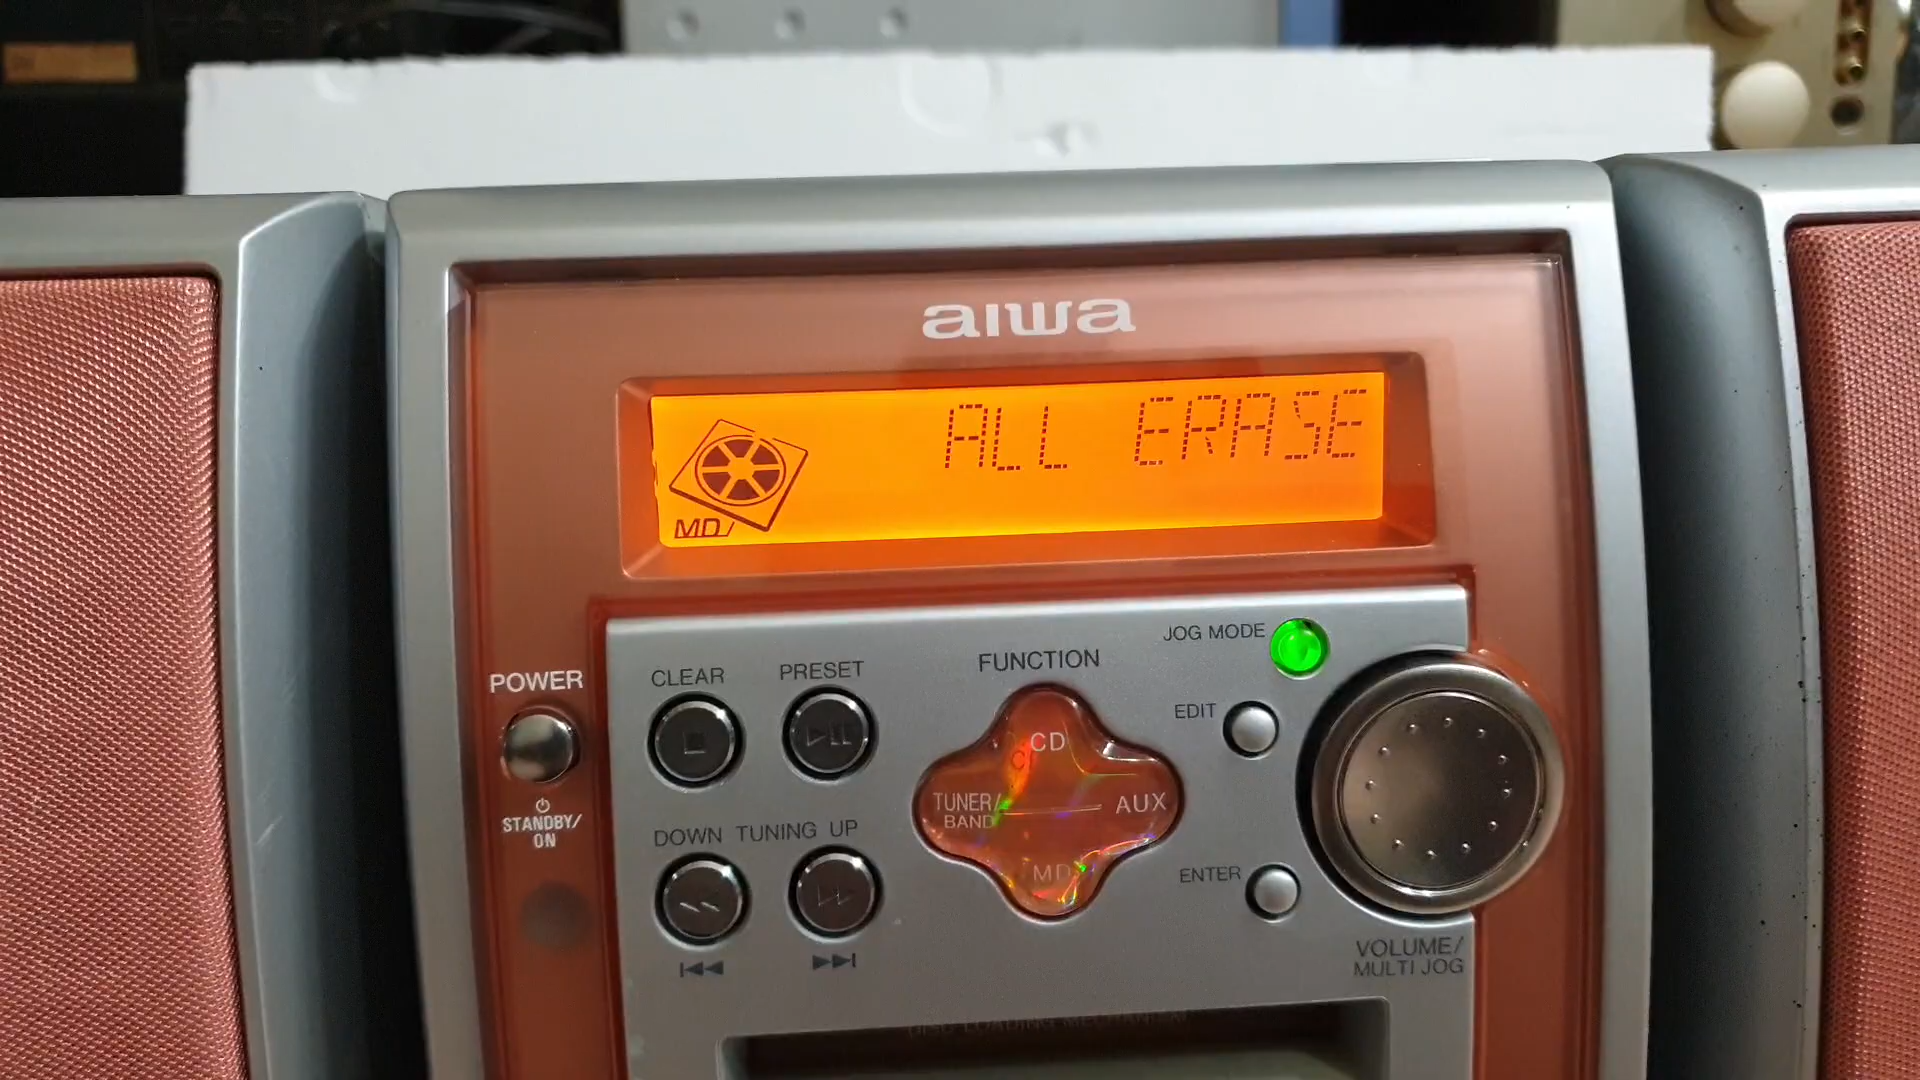 aiwa
ALL ERASE
MD
JOG MODE
FUNCTION
CLEAR
PRESET
POWER
EDIT
CD
TUNER/
BAND
AUX
STANDBY/
ON
DOWN TUNING UP
MD
ENTER
VOLUME/
MULTI JOG